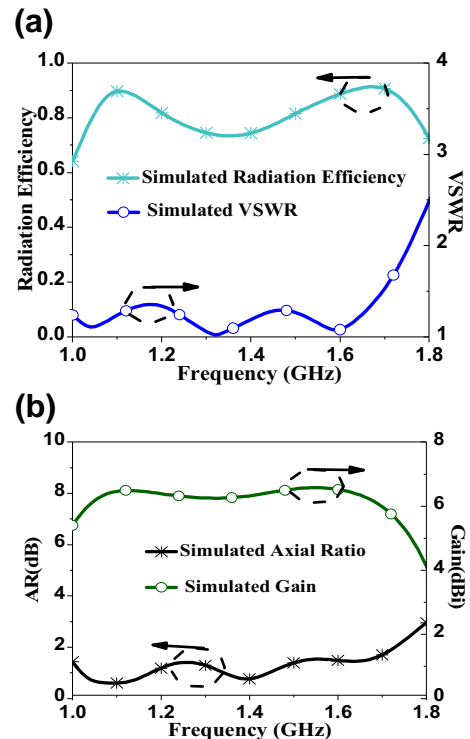 (a)
1.0
0.8
0.6
0.4
0.2
0.0
Radiation Efficiency
4
3
2
1
VSWR
Simulated Radiation Efficiency
Simulated VSWR
1.0 1.2 1.4 1.6 1.8
Frequency (GHz)
(b)
10
8
6
4
2
0
AR(dB)
8
6
4
2
0
Gain(dBi)
Simulated Axial Ratio
Simulated Gain
1.0 1.2 1.4 1.6 1.8
Frequency (GHz)